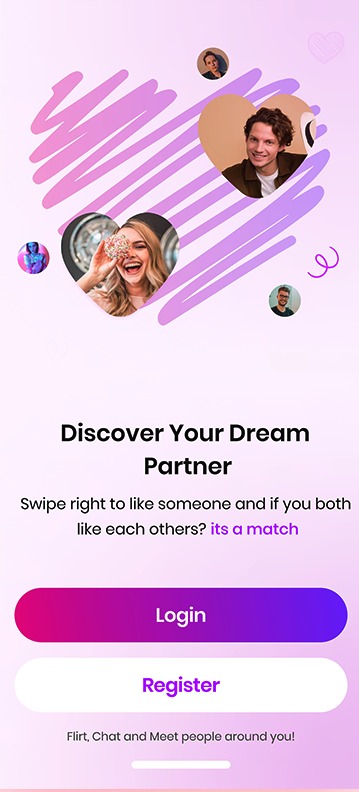 Discover Your Dream
Partner
Swipe right to like someone and if you both
like each others? its a match
Login
Register
Flirt, Chat and Meet people around you!